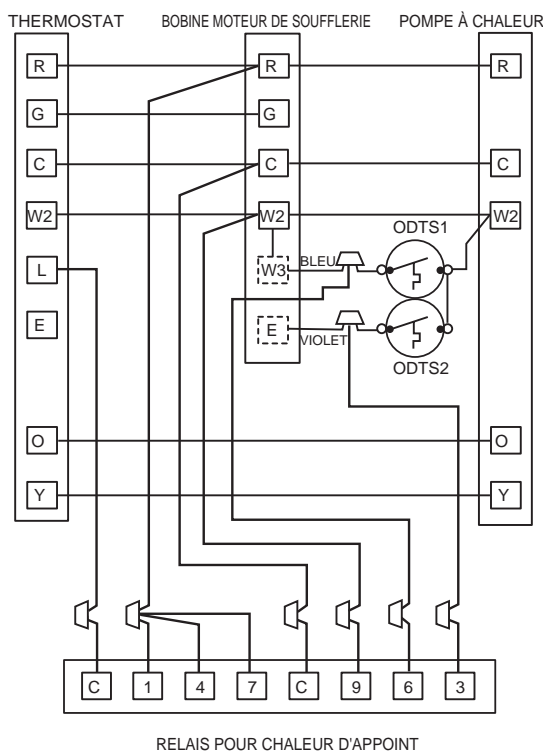 THERMOSTAT BOBINE MOTEUR DE SOUFFLERIE POMPE À CHALEUR
R R R
G G
C C C
W2 W2 W2
ODTS1
L BLEU
W3
E E
VIOLET
ODTS2
O O
Y Y
C 1 4 7 C 9 6 3
RELAIS POUR CHALEUR D'APPOINT